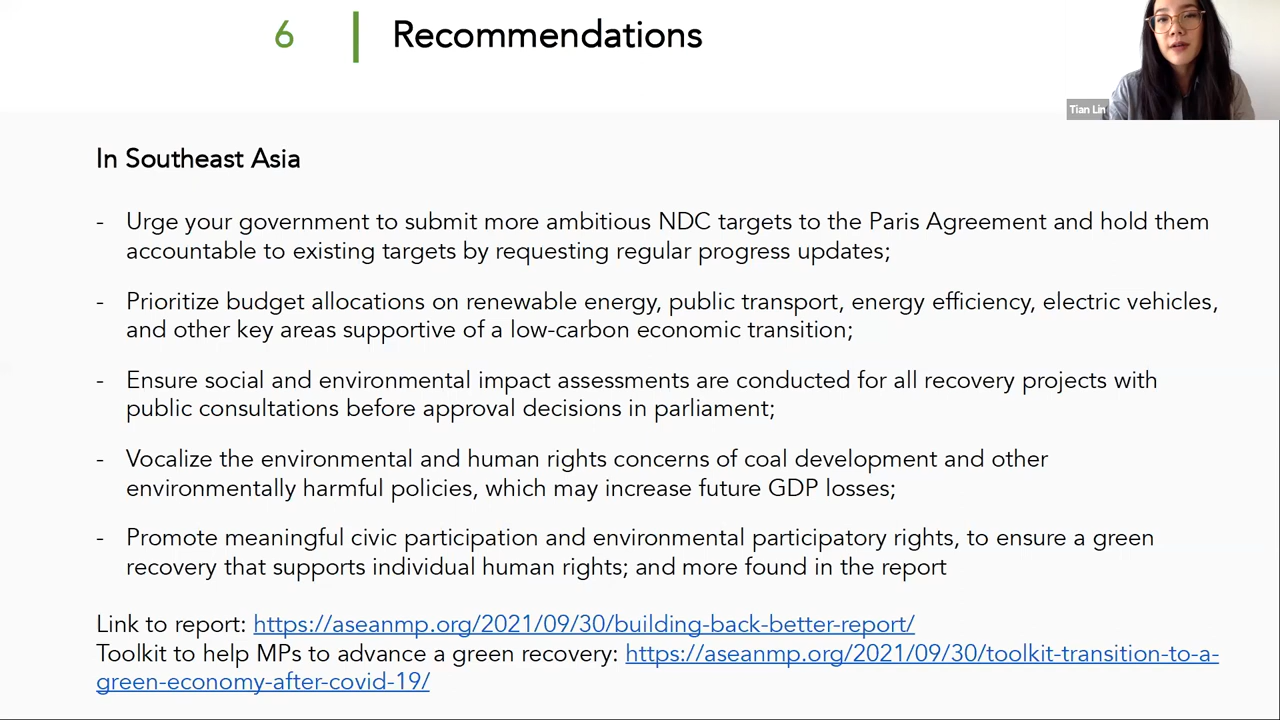 6 Recommendations
Tian Lin
In Southeast Asia
- Urge your government to submit more ambitious NDC targets to the Paris Agreement and hold them
accountable to existing targets by requesting regular progress updates;
- Prioritize budget allocations on renewable energy, public transport, energy efficiency, electric vehicles,
and other key areas supportive of a low-carbon economic transition;
- Ensure social and environmental impact assessments are conducted for all recovery projects with
public consultations before approval decisions in parliament;
- Vocalize the environmental and human rights concerns of coal development and other
environmentally harmful policies, which may increase future GDP losses;
- Promote meaningful civic participation and environmental participatory rights, to ensure a green
recovery that supports individual human rights; and more found in the report
Link to report: https://aseanmp.org/2021/09/30/building-back-better-report/
Toolkit to help MPs to advance a green recovery: https://aseanmp.org/2021/09/30/toolkit-transition-to-a-
green-economy-after-covid-19/